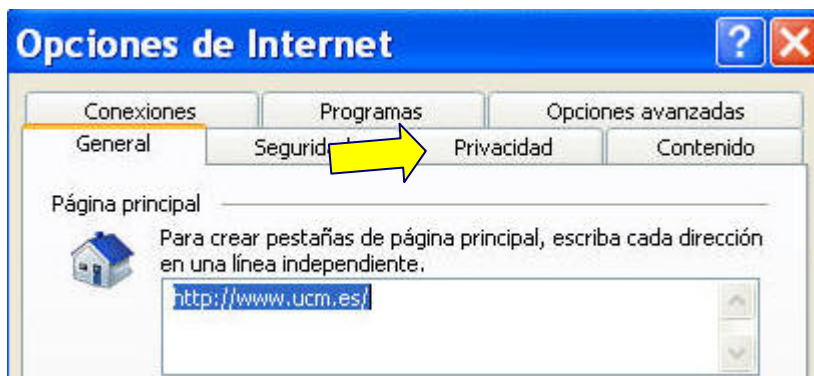 Opciones de Internet
Conexiones Programas Opciones avanzadas
General Privacidad Contenido
Página principal
Para crear pestañas de página principal, escriba cada dirección
en una línea independiente.
http://www.ucm.es/